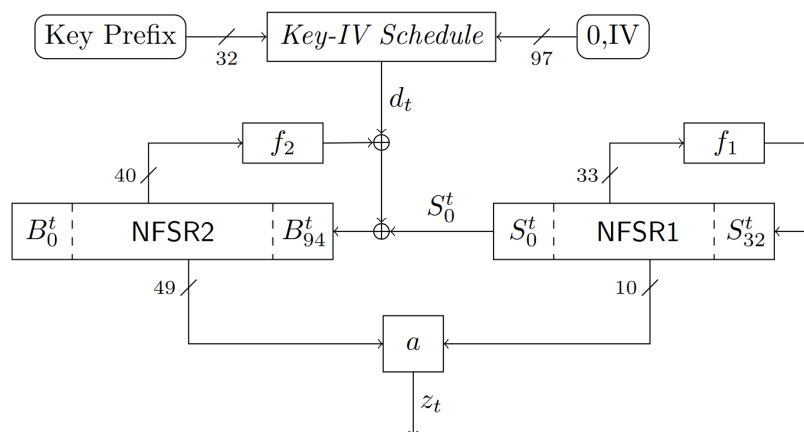 Key Prefix
32
Key-IV Schedule
97
0,IV
d_t
f_2
f_1
40
33
S_0^t
B_0^t NFSR2 B_94^t
S_0^t NFSR1 S_32^t
49
10
a
z_t